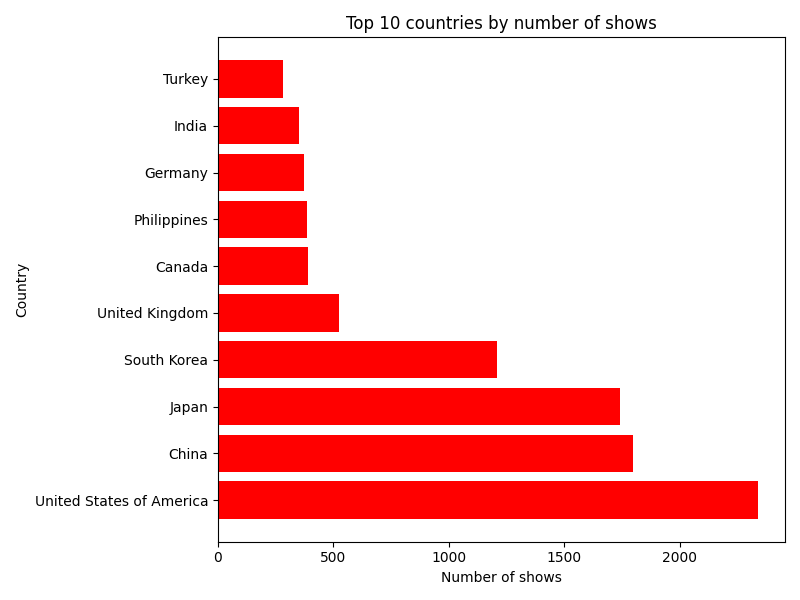 Top 10 countries by number of shows
Country
Turkey
India
Germany
Philippines
Canada
United Kingdom
South Korea
Japan
China
United States of America
0 500 1000 1500 2000
Number of shows